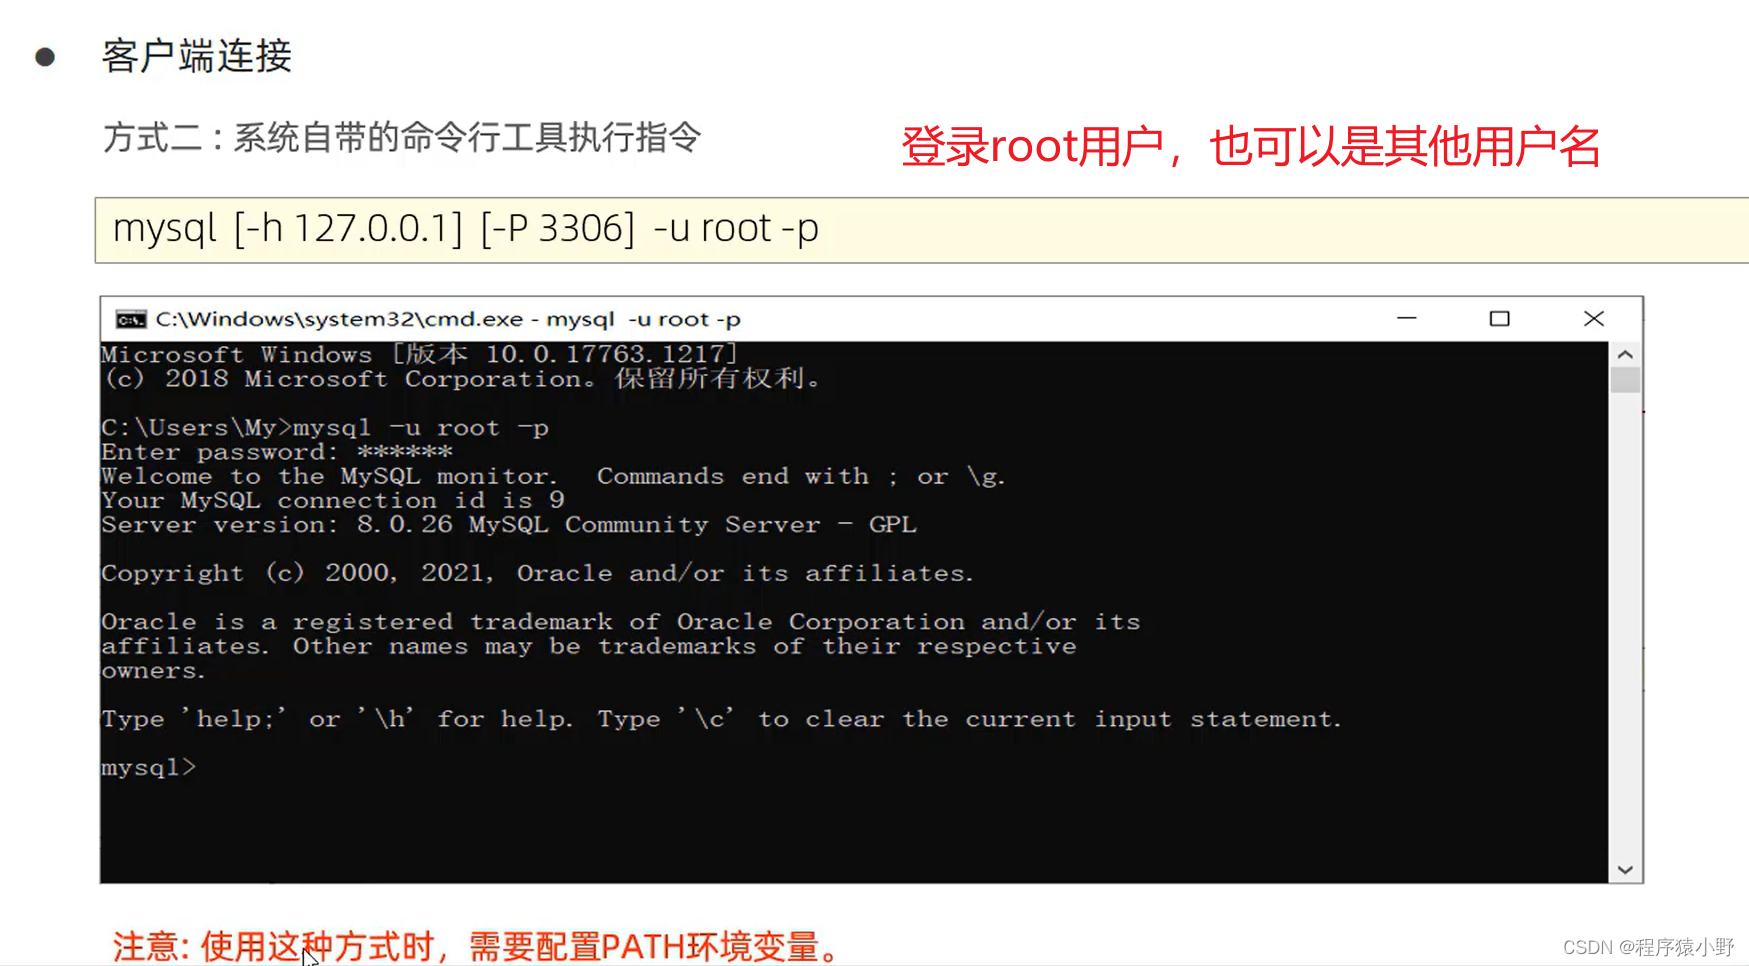 客户端连接
方式二：系统自带的命令行工具执行指令
登录root用户，也可以是其他用户名
mysql [-h 127.0.0.1] [-P 3306] -u root -p
C:\Windows\system32\cmd.exe - mysql -u root -p
Microsoft Windows [版本 10.0.17763.1217]
(c) 2018 Microsoft Corporation。保留所有权利。
C:\Users\My>mysql -u root -p
Enter password: ******
Welcome to the MySQL monitor.  Commands end with ; or \g.
Your MySQL connection id is 9
Server version: 8.0.26 MySQL Community Server - GPL
Copyright (c) 2000, 2021, Oracle and/or its affiliates.
Oracle is a registered trademark of Oracle Corporation and/or its
affiliates. Other names may be trademarks of their respective
owners.
Type 'help;' or '\h' for help. Type '\c' to clear the current input statement.
mysql>
注意: 使用这种方式时，需要配置PATH环境变量。
CSDN @程序猿小野